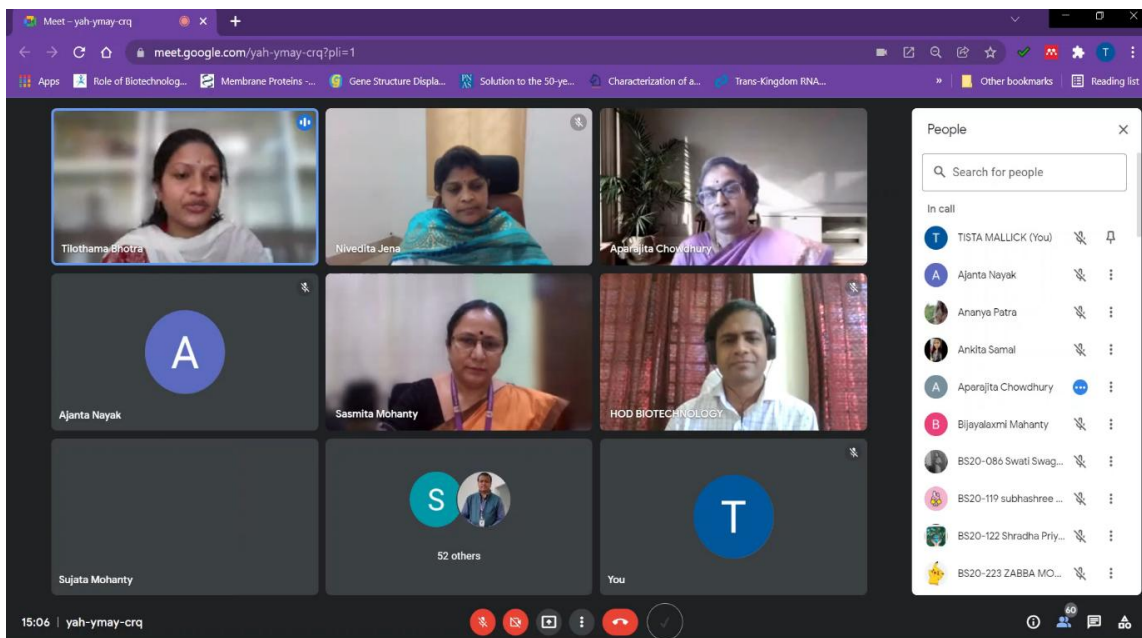 Meet – yah-ymay-crq
meet.google.com/yah-ymay-crq?pli=1
T
Apps Role of Biotechnolog... Membrane Proteins -... Gene Structure Displa... Solution to the 50-ye... Characterization of a... Trans-Kingdom RNA... » Other bookmarks Reading list
Tilothama Bhotra
Nivedita Jena
Aparajita Chowdhury
A
Ajanta Nayak
Sasmita Mohanty
HOD BIOTECHNOLOGY
Sujata Mohanty
S
52 others
T
You
People
Search for people
In call
T TISTA MALLICK (You)
A Ajanta Nayak
Ananya Patra
Ankita Samal
A Aparajita Chowdhury
B Bijayalaxmi Mahanty
BS20-086 Swati Swag...
BS20-119 subhashree ...
BS20-122 Shradha Priy...
BS20-223 ZABBA MO...
15:06 | yah-ymay-crq
60